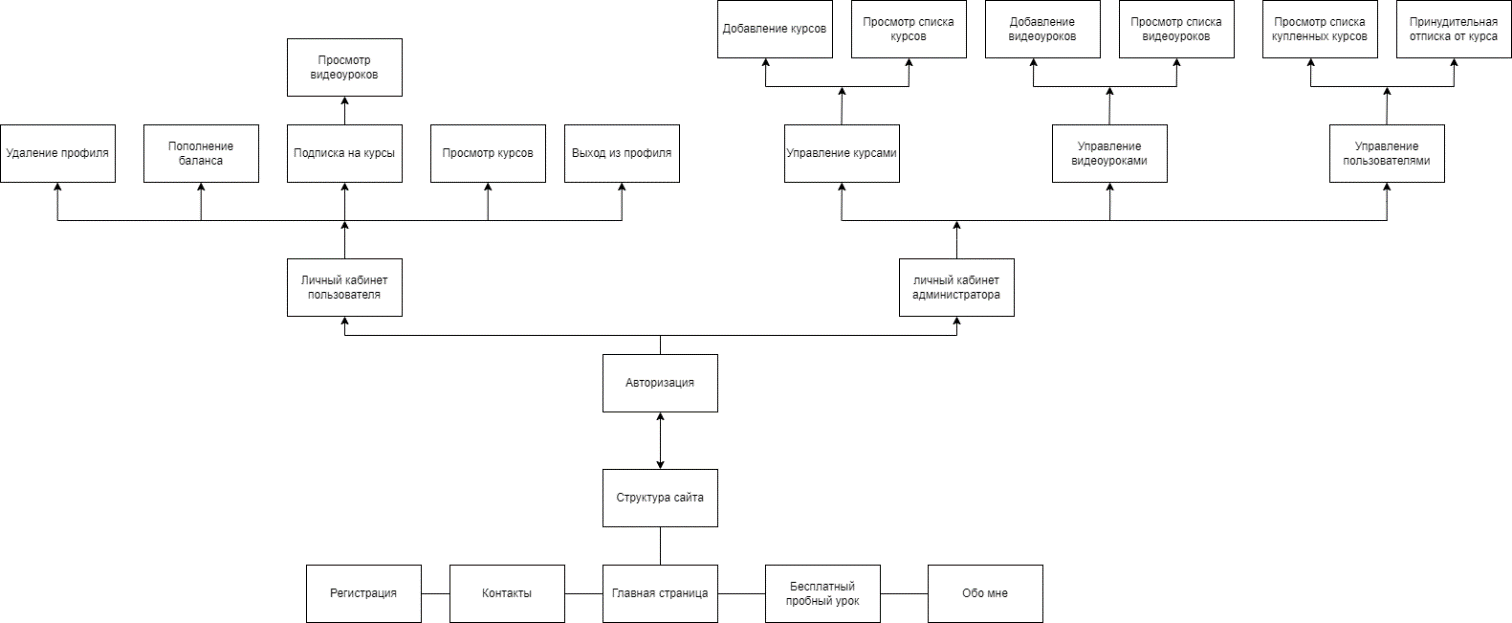 Добавление курсов
Просмотр списка
курсов
Добавление
видеоуроков
Просмотр списка
видеоуроков
Просмотр списка
купленных курсов
Принудительная
отписка от курса
Просмотр
видеоуроков
Удаление профиля
Пополнение
баланса
Подписка на курсы
Просмотр курсов
Выход из профиля
Управление курсами
Управление
видеоуроками
Управление
пользователями
Личный кабинет
пользователя
личный кабинет
администратора
Авторизация
Структура сайта
Регистрация
Контакты
Главная страница
Бесплатный
пробный урок
Обо мне